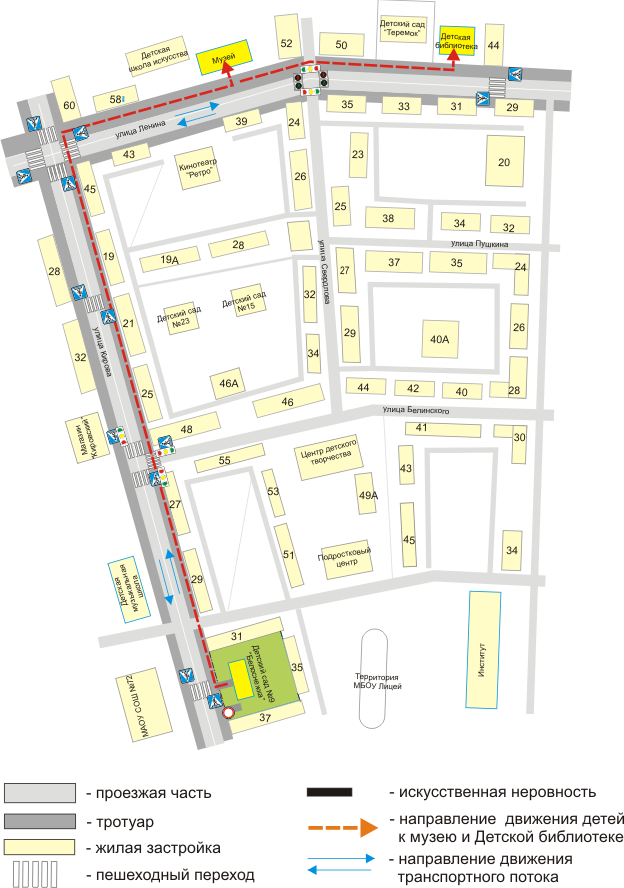 52
50
Детский сад
"Теремок"
Детская
библиотека
44
Детская
школа искусства
Музей
60
58
улица Ленина
39
24
35
33
31
29
43
Кинотеатр
"Ретро"
45
26
23
20
25
38
34
32
улица Пушкина
19
28
19А
28
улица Свердлова
27
37
35
24
32
Детский сад
№15
Детский сад
№23
21
29
34
40А
26
32
улица Кирова
25
46А
46
44
42
40
28
улица Белинского
48
41
30
Магазин
"Кировский"
55
Центр детского
творчества
43
53
49А
27
45
51
Подростковый
центр
34
29
Детская
музыкальная
школа
31
Детский сад №9
"Белоснежка"
35
37
МАОУ СОШ №72
Территория
МБОУ Лицей
Институт
- проезжая часть
- тротуар
- жилая застройка
- пешеходный переход
- искусственная неровность
- направление движения детей
к музею и Детской библиотеке
- направление движения
транспортного потока